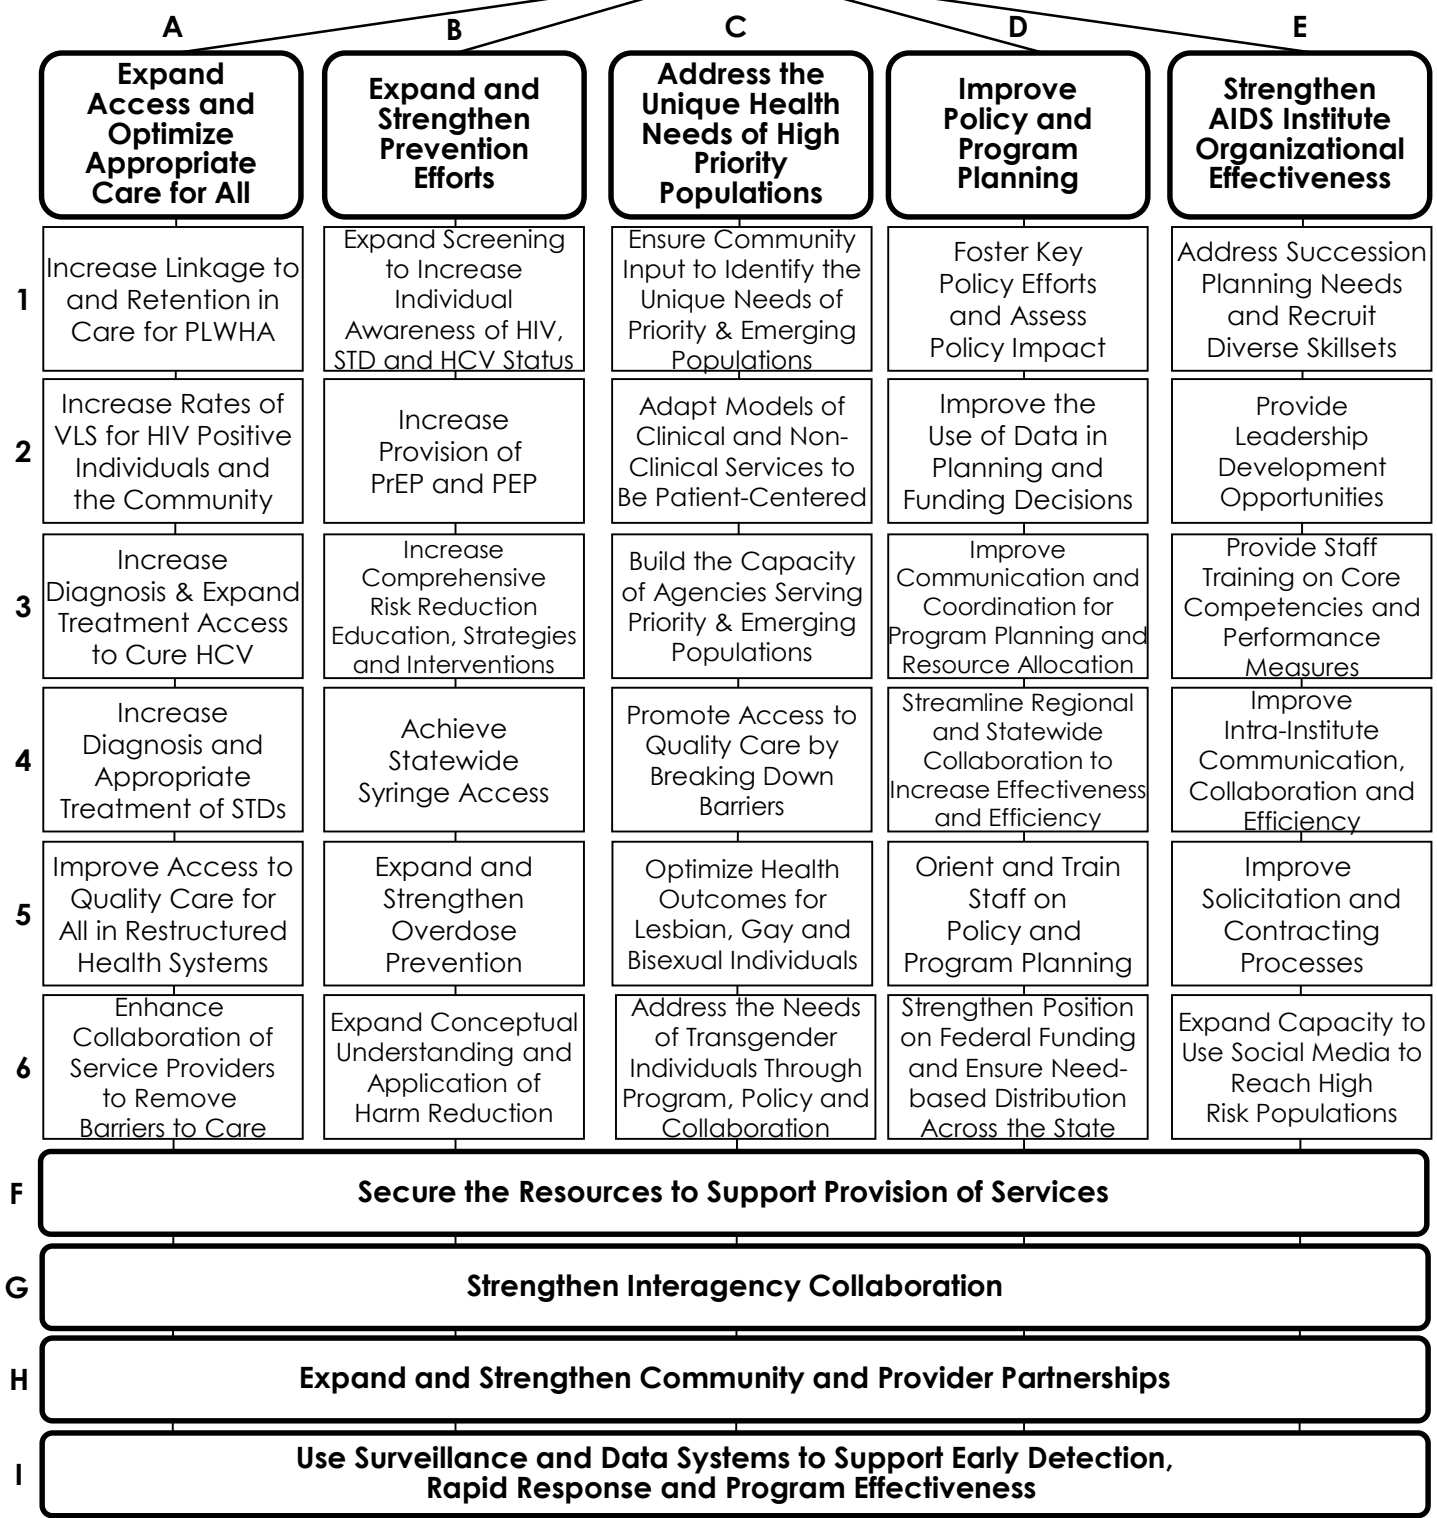 A
B
C
D
E
Expand
Access and
Optimize
Appropriate
Care for All
Expand and
Strengthen
Prevention
Efforts
Address the
Unique Health
Needs of High
Priority
Populations
Improve
Policy and
Program
Planning
Strengthen
AIDS Institute
Organizational
Effectiveness
1
Increase Linkage to
and Retention in
Care for PLWHA
Expand Screening
to Increase
Individual
Awareness of HIV,
STD and HCV Status
Ensure Community
Input to Identify the
Unique Needs of
Priority & Emerging
Populations
Foster Key
Policy Efforts
and Assess
Policy Impact
Address Succession
Planning Needs
and Recruit
Diverse Skillsets
2
Increase Rates of
VLS for HIV Positive
Individuals and
the Community
Increase
Provision of
PrEP and PEP
Adapt Models of
Clinical and Non-
Clinical Services to
Be Patient-Centered
Improve the
Use of Data in
Planning and
Funding Decisions
Provide
Leadership
Development
Opportunities
3
Increase
Diagnosis & Expand
Treatment Access
to Cure HCV
Increase
Comprehensive
Risk Reduction
Education, Strategies
and Interventions
Build the Capacity
of Agencies Serving
Priority & Emerging
Populations
Improve
Communication and
Coordination for
Program Planning and
Resource Allocation
Provide Staff
Training on Core
Competencies and
Performance
Measures
4
Increase
Diagnosis and
Appropriate
Treatment of STDs
Achieve
Statewide
Syringe Access
Promote Access to
Quality Care by
Breaking Down
Barriers
Streamline Regional
and Statewide
Collaboration to
Increase Effectiveness
and Efficiency
Improve
Intra-Institute
Communication,
Collaboration and
Efficiency
5
Improve Access to
Quality Care for
All in Restructured
Health Systems
Expand and
Strengthen
Overdose
Prevention
Optimize Health
Outcomes for
Lesbian, Gay and
Bisexual Individuals
Orient and Train
Staff on
Policy and
Program Planning
Improve
Solicitation and
Contracting
Processes
6
Enhance
Collaboration of
Service Providers
to Remove
Barriers to Care
Expand Conceptual
Understanding and
Application of
Harm Reduction
Address the Needs
of Transgender
Individuals Through
Program, Policy and
Collaboration
Strengthen Position
on Federal Funding
and Ensure Need-
based Distribution
Across the State
Expand Capacity to
Use Social Media to
Reach High
Risk Populations
F
Secure the Resources to Support Provision of Services
G
Strengthen Interagency Collaboration
H
Expand and Strengthen Community and Provider Partnerships
I
Use Surveillance and Data Systems to Support Early Detection,
Rapid Response and Program Effectiveness